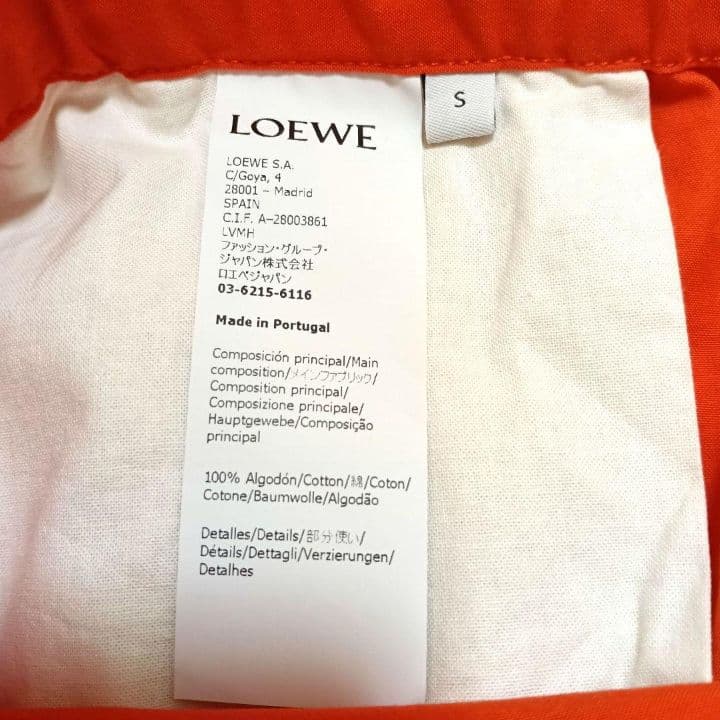 LOEWE
S
LOEWE S.A.
C/Goya, 4
28001 – Madrid
SPAIN
C.I.F. A–28003861
LVMH
ファッション・グループ・
ジャパン株式会社
ロエベジャパン
03-6215-6116
Made in Portugal
Composición principal/Main
composition/メインファブリック/
Composition principal/
Composizione principale/
Hauptgewebe/Composição
principal
100% Algodón/Cotton/綿/Coton/
Cotone/Baumwolle/Algodão
Detalles/Details/部分使い/
Détails/Dettagli/Verzierungen/
Detalhes